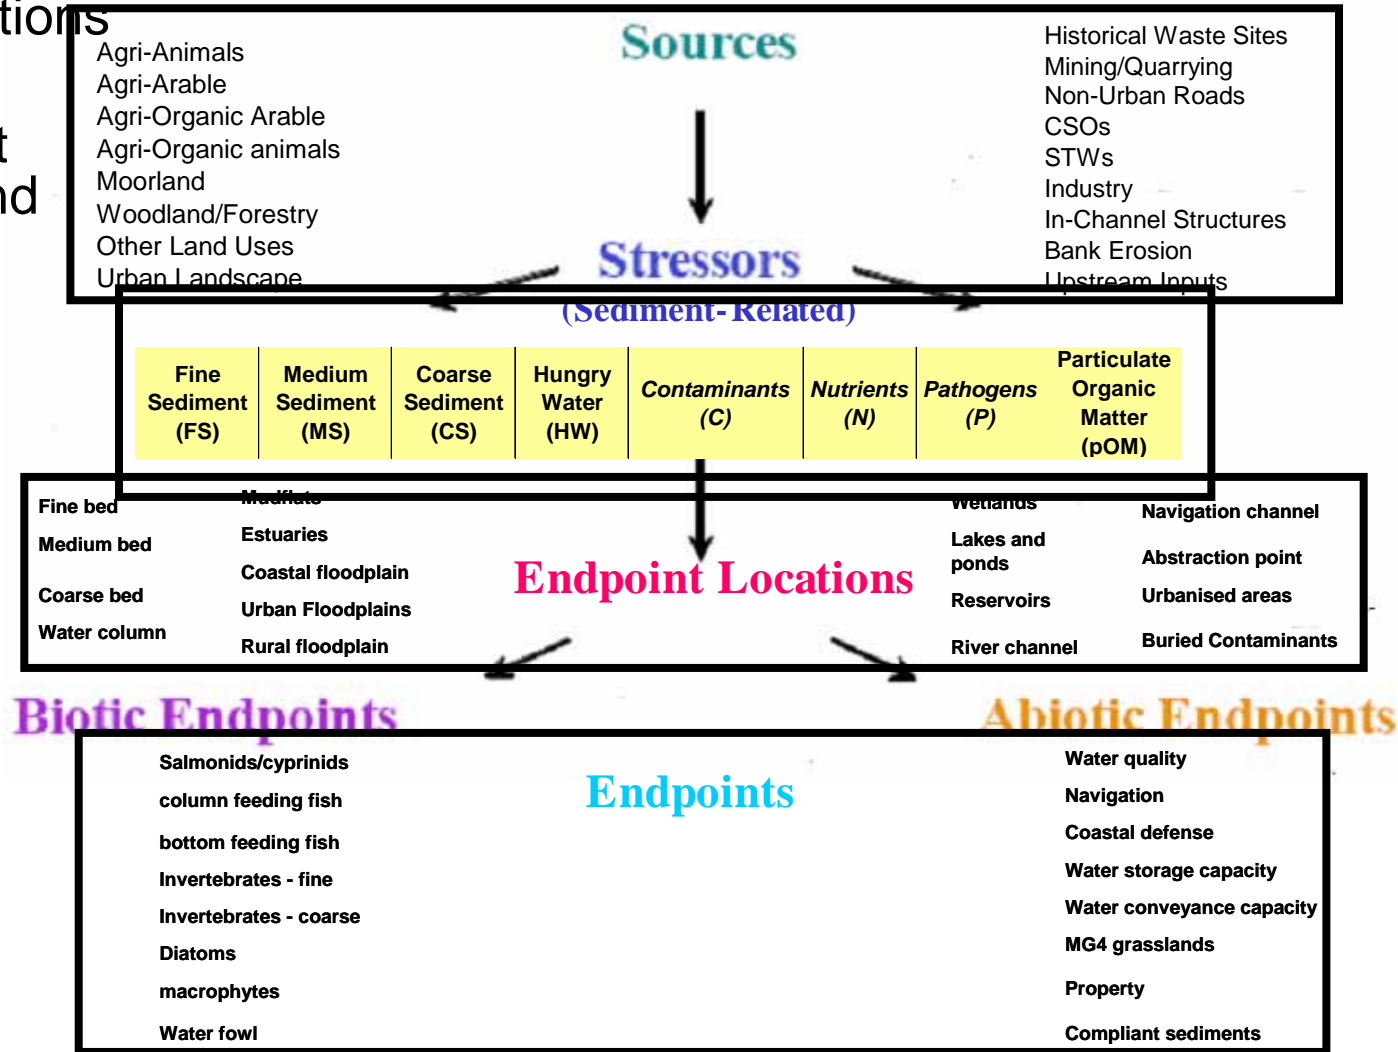 tions
t
nd
Sources
Agri-Animals
Agri-Arable
Agri-Organic Arable
Agri-Organic animals
Moorland
Woodland/Forestry
Other Land Uses
Urban Landscape
Historical Waste Sites
Mining/Quarrying
Non-Urban Roads
CSOs
STWs
Industry
In-Channel Structures
Bank Erosion
Upstream Inputs
Stressors
(Sediment-Related)
Fine
Sediment
(FS)
Medium
Sediment
(MS)
Coarse
Sediment
(CS)
Hungry
Water
(HW)
Contaminants
(C)
Nutrients
(N)
Pathogens
(P)
Particulate
Organic
Matter
(pOM)
Fine bed
Medium bed
Coarse bed
Water column
Mudflats
Estuaries
Coastal floodplain
Urban Floodplains
Rural floodplain
Endpoint Locations
Wetlands
Lakes and
ponds
Reservoirs
River channel
Navigation channel
Abstraction point
Urbanised areas
Buried Contaminants
Biotic Endpoints
Abiotic Endpoints
Endpoints
Salmonids/cyprinids
column feeding fish
bottom feeding fish
Invertebrates - fine
Invertebrates - coarse
Diatoms
macrophytes
Water fowl
Water quality
Navigation
Coastal defense
Water storage capacity
Water conveyance capacity
MG4 grasslands
Property
Compliant sediments